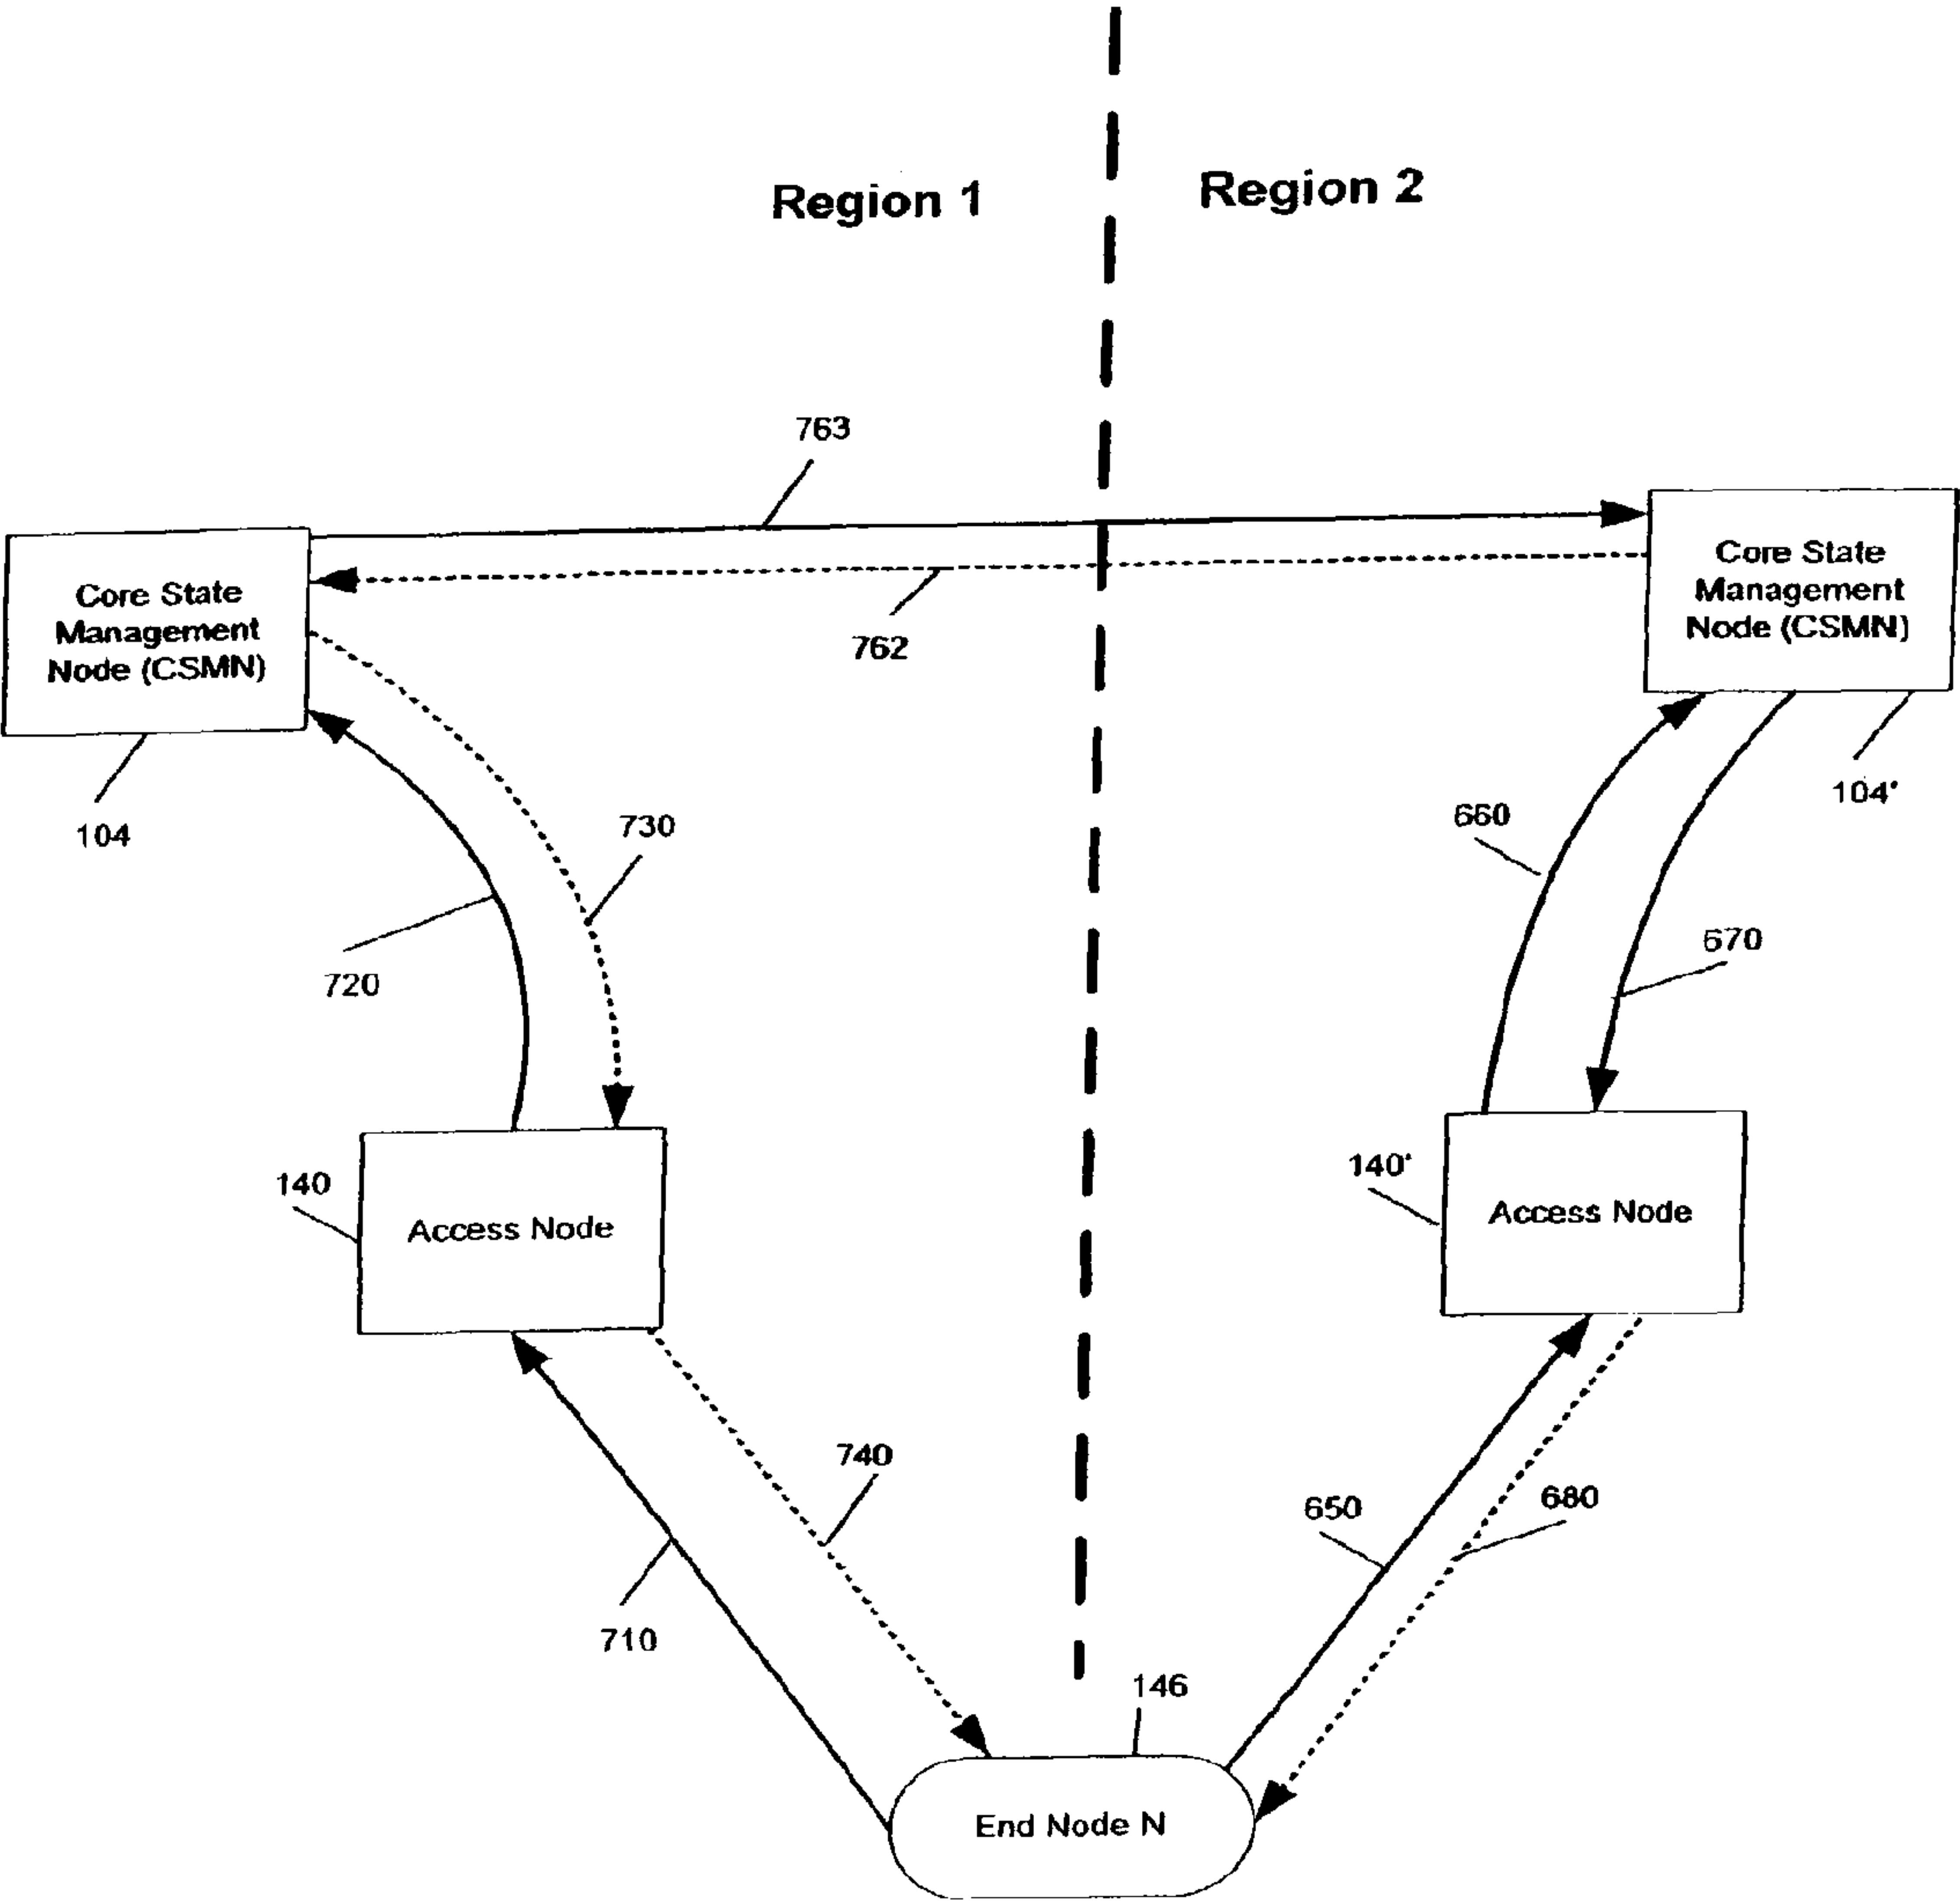 Region 1
Region 2
763
Core State
Management
Node (CSMN)
Core State
Management
Node (CSMN)
762
104
104'
730
660
720
670
140
Access Node
140'
Access Node
740
650
680
710
146
End Node N